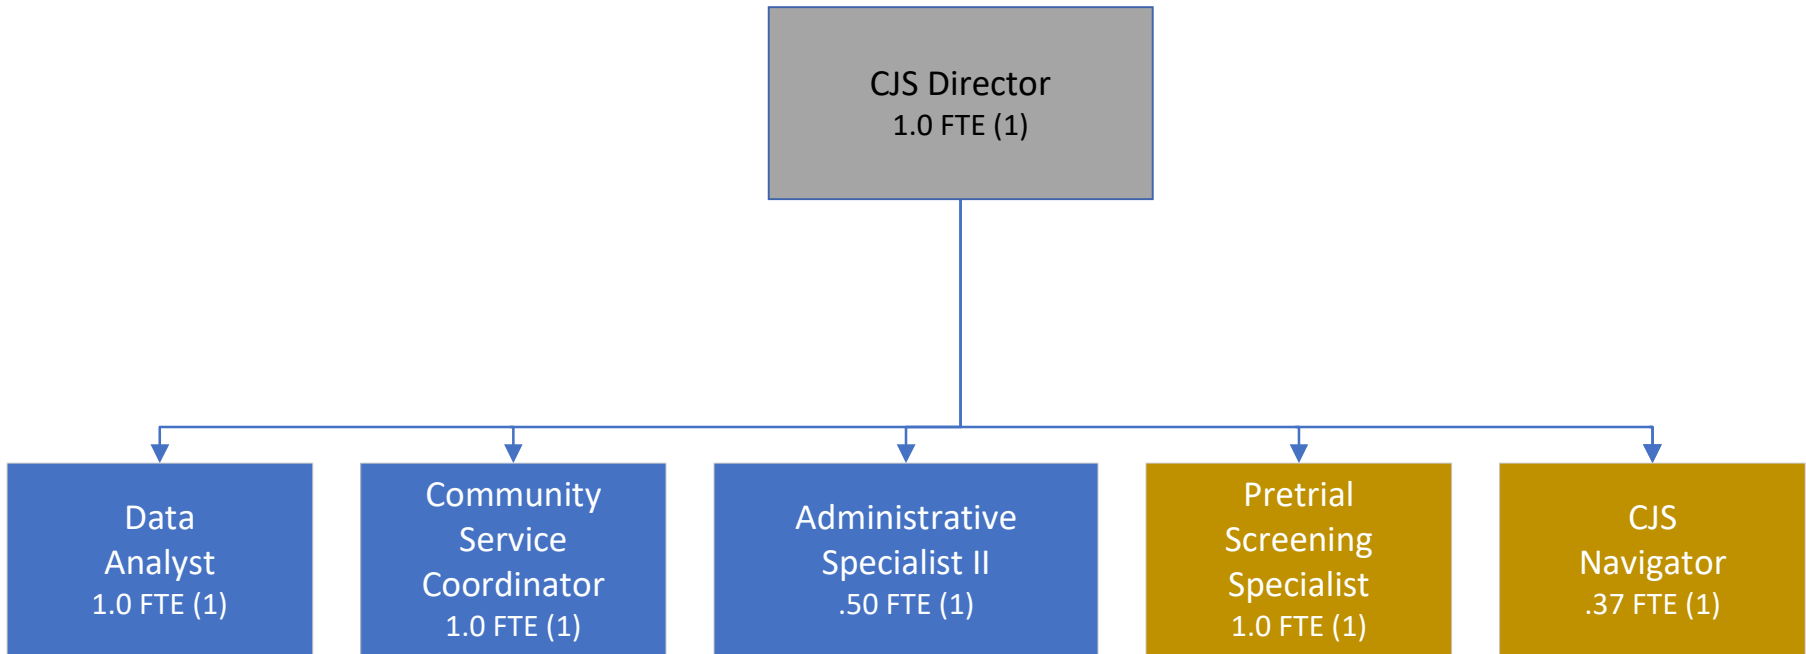 CJS Director
1.0 FTE (1)
Data
Analyst
1.0 FTE (1)
Community
Service
Coordinator
1.0 FTE (1)
Administrative
Specialist II
.50 FTE (1)
Pretrial
Screening
Specialist
1.0 FTE (1)
CJS
Navigator
.37 FTE (1)